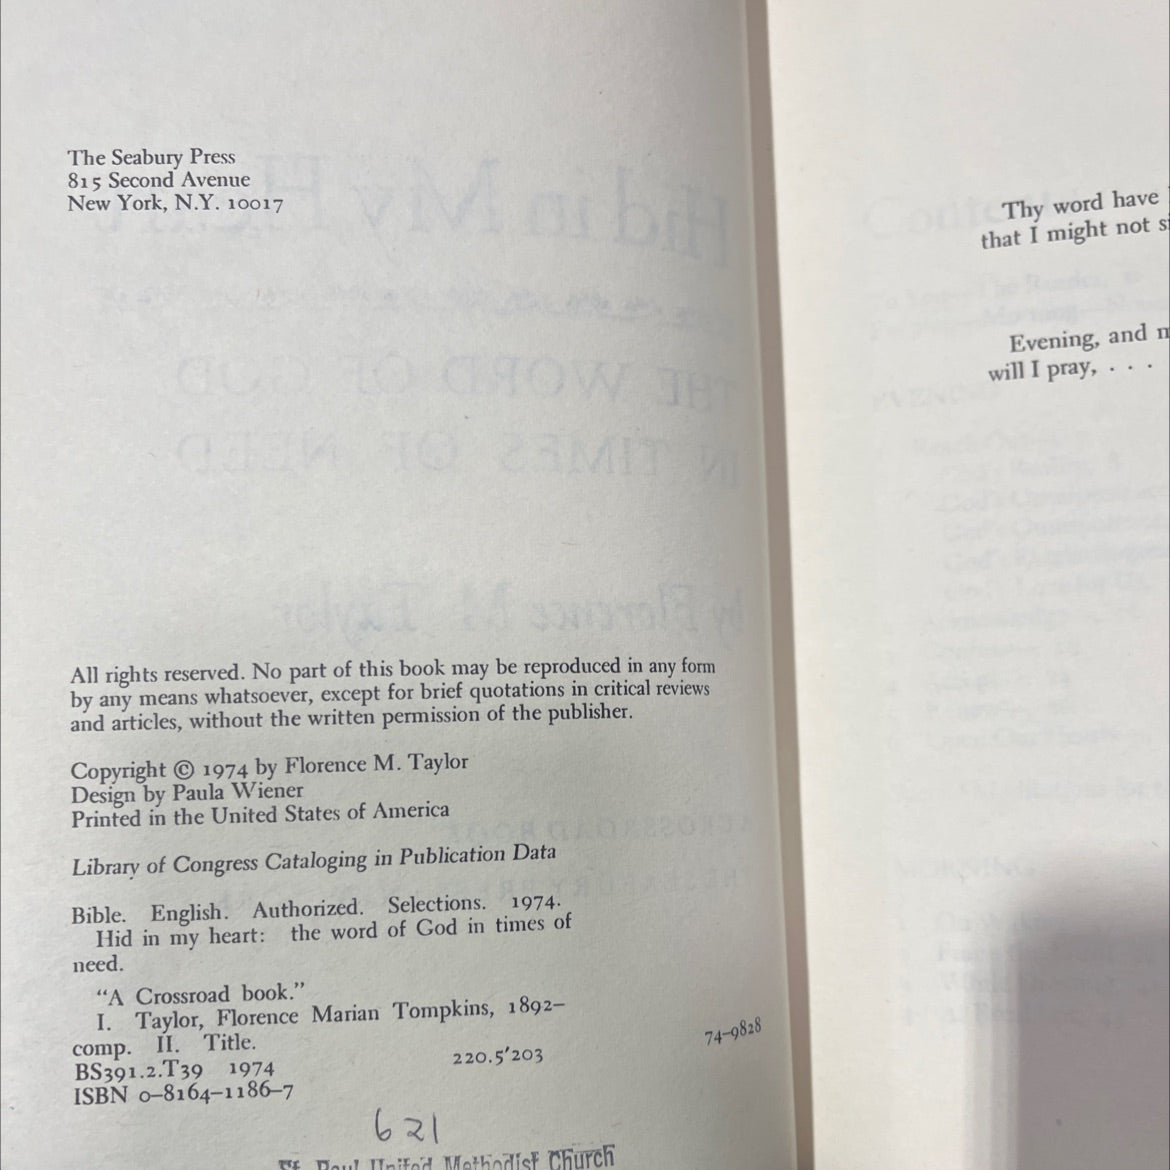 The Seabury Press
815 Second Avenue
New York, N.Y. 10017
All rights reserved. No part of this book may be reproduced in any form
by any means whatsoever, except for brief quotations in critical reviews
and articles, without the written permission of the publisher.
Copyright © 1974 by Florence M. Taylor
Design by Paula Wiener
Printed in the United States of America
Library of Congress Cataloging in Publication Data
Bible. English. Authorized. Selections. 1974.
Hid in my heart: the word of God in times of
need.
“A Crossroad book.”
I. Taylor, Florence Marian Tompkins, 1892–
comp. II. Title.
BS391.2.T39 1974 220.5′203 74–9828
ISBN 0–8164–1186–7
621
St. Paul United Methodist Church
Thy word have
that I might not
Evening, and
will I pray, . . .